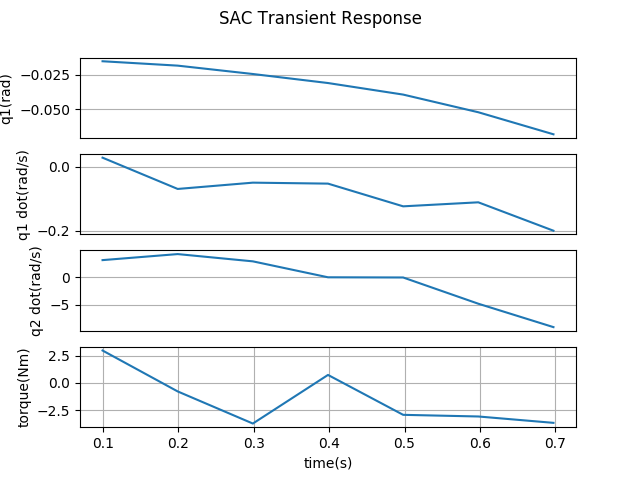 SAC Transient Response
−0.025
−0.050
q1(rad)
0.0
−0.2
q1 dot(rad/s)
0
−5
q2 dot(rad/s)
2.5
0.0
−2.5
torque(Nm)
0.1 0.2 0.3 0.4 0.5 0.6 0.7
time(s)